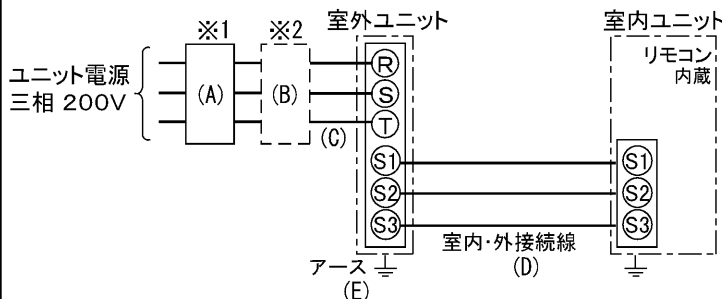 ※1
※2
室外ユニット
室内ユニット
ユニット電源
三相 200V
(A)
(B)
(C)
R
S
T
S1
S2
S3
リモコン
内蔵
S1
S2
S3
室内・外接続線
(D)
アース
(E)